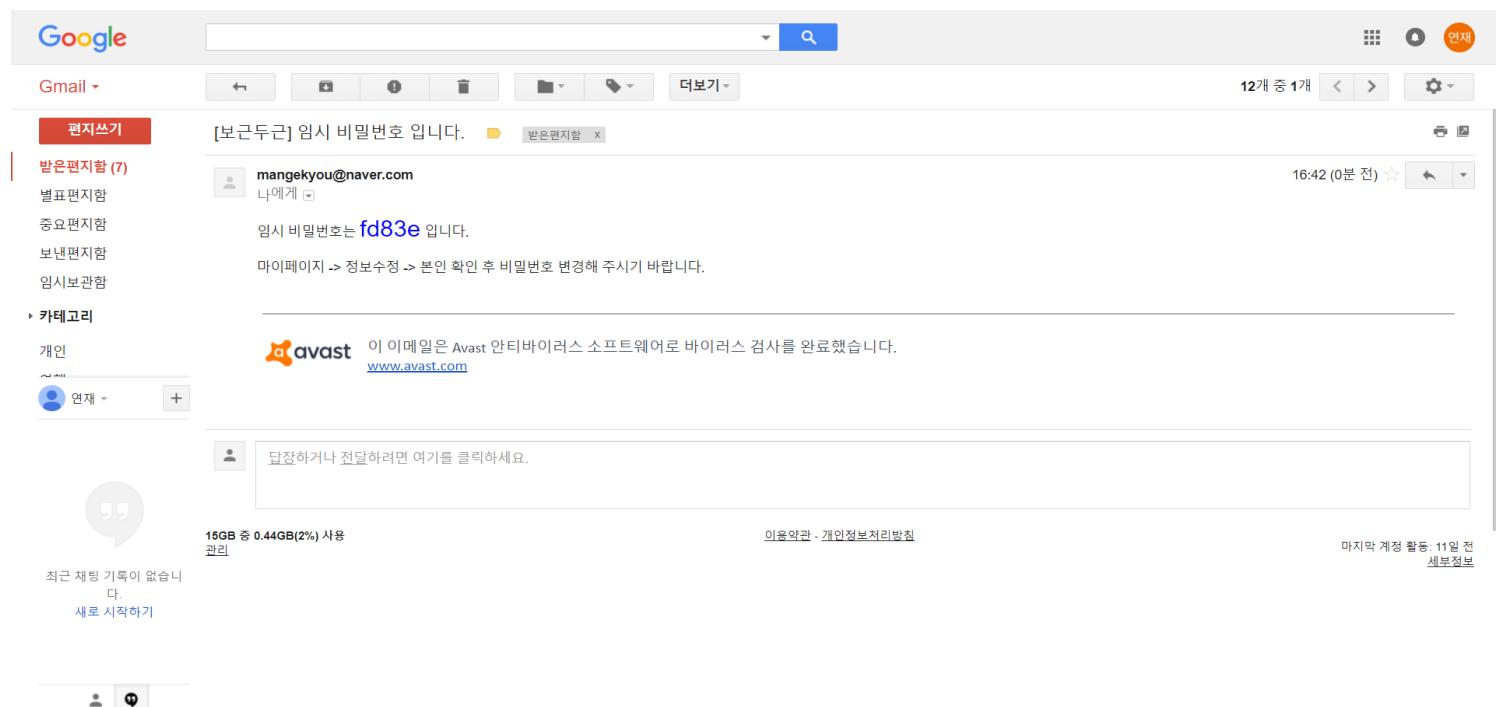 Google
연재
Gmail
더보기
12개 중 1개
편지쓰기
[보근두근] 임시 비밀번호 입니다.
받은편지함 x
받은편지함 (7)
별표편지함
중요편지함
보낸편지함
임시보관함
카테고리
개인
mangekyou@naver.com
16:42 (0분 전)
나에게
임시 비밀번호는 fd83e 입니다.
마이페이지 -> 정보수정 -> 본인 확인 후 비밀번호 변경해 주시기 바랍니다.
avast
이 이메일은 Avast 안티바이러스 소프트웨어로 바이러스 검사를 완료했습니다.
www.avast.com
연재
답장하거나 전달하려면 여기를 클릭하세요.
15GB 중 0.44GB(2%) 사용
관리
이용약관 - 개인정보처리방침
마지막 계정 활동: 11일 전
세부정보
최근 채팅 기록이 없습니
다.
새로 시작하기